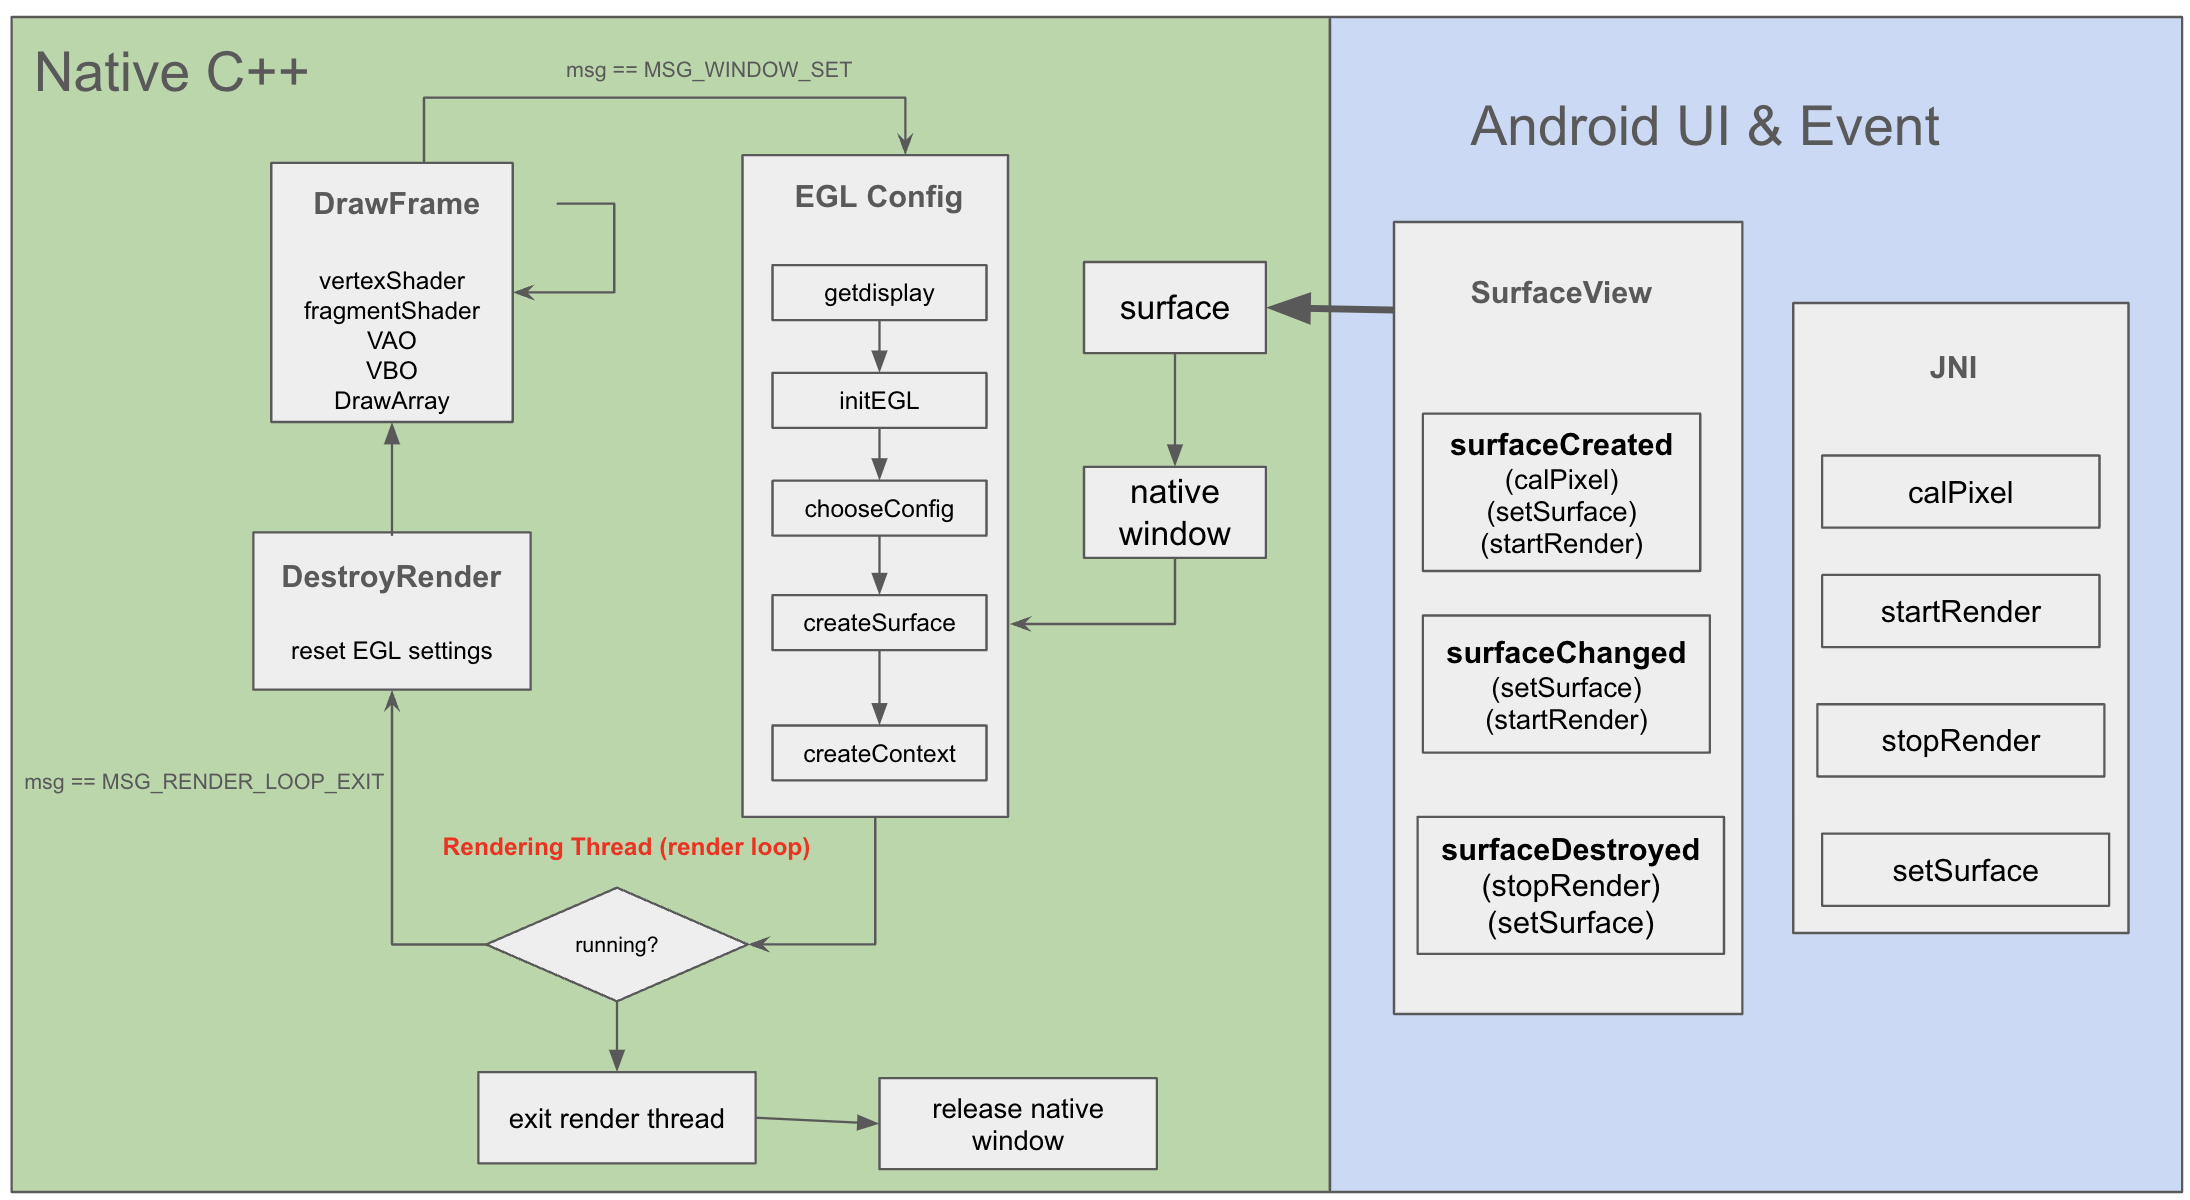 Native C++
msg == MSG_WINDOW_SET
DrawFrame
vertexShader
fragmentShader
VAO
VBO
DrawArray
DestroyRender
reset EGL settings
msg == MSG_RENDER_LOOP_EXIT
EGL Config
getdisplay
initEGL
chooseConfig
createSurface
createContext
surface
native
window
Rendering Thread (render loop)
running?
exit render thread
release native
window
Android UI & Event
SurfaceView
surfaceCreated
(calPixel)
(setSurface)
(startRender)
surfaceChanged
(setSurface)
(startRender)
surfaceDestroyed
(stopRender)
(setSurface)
JNI
calPixel
startRender
stopRender
setSurface